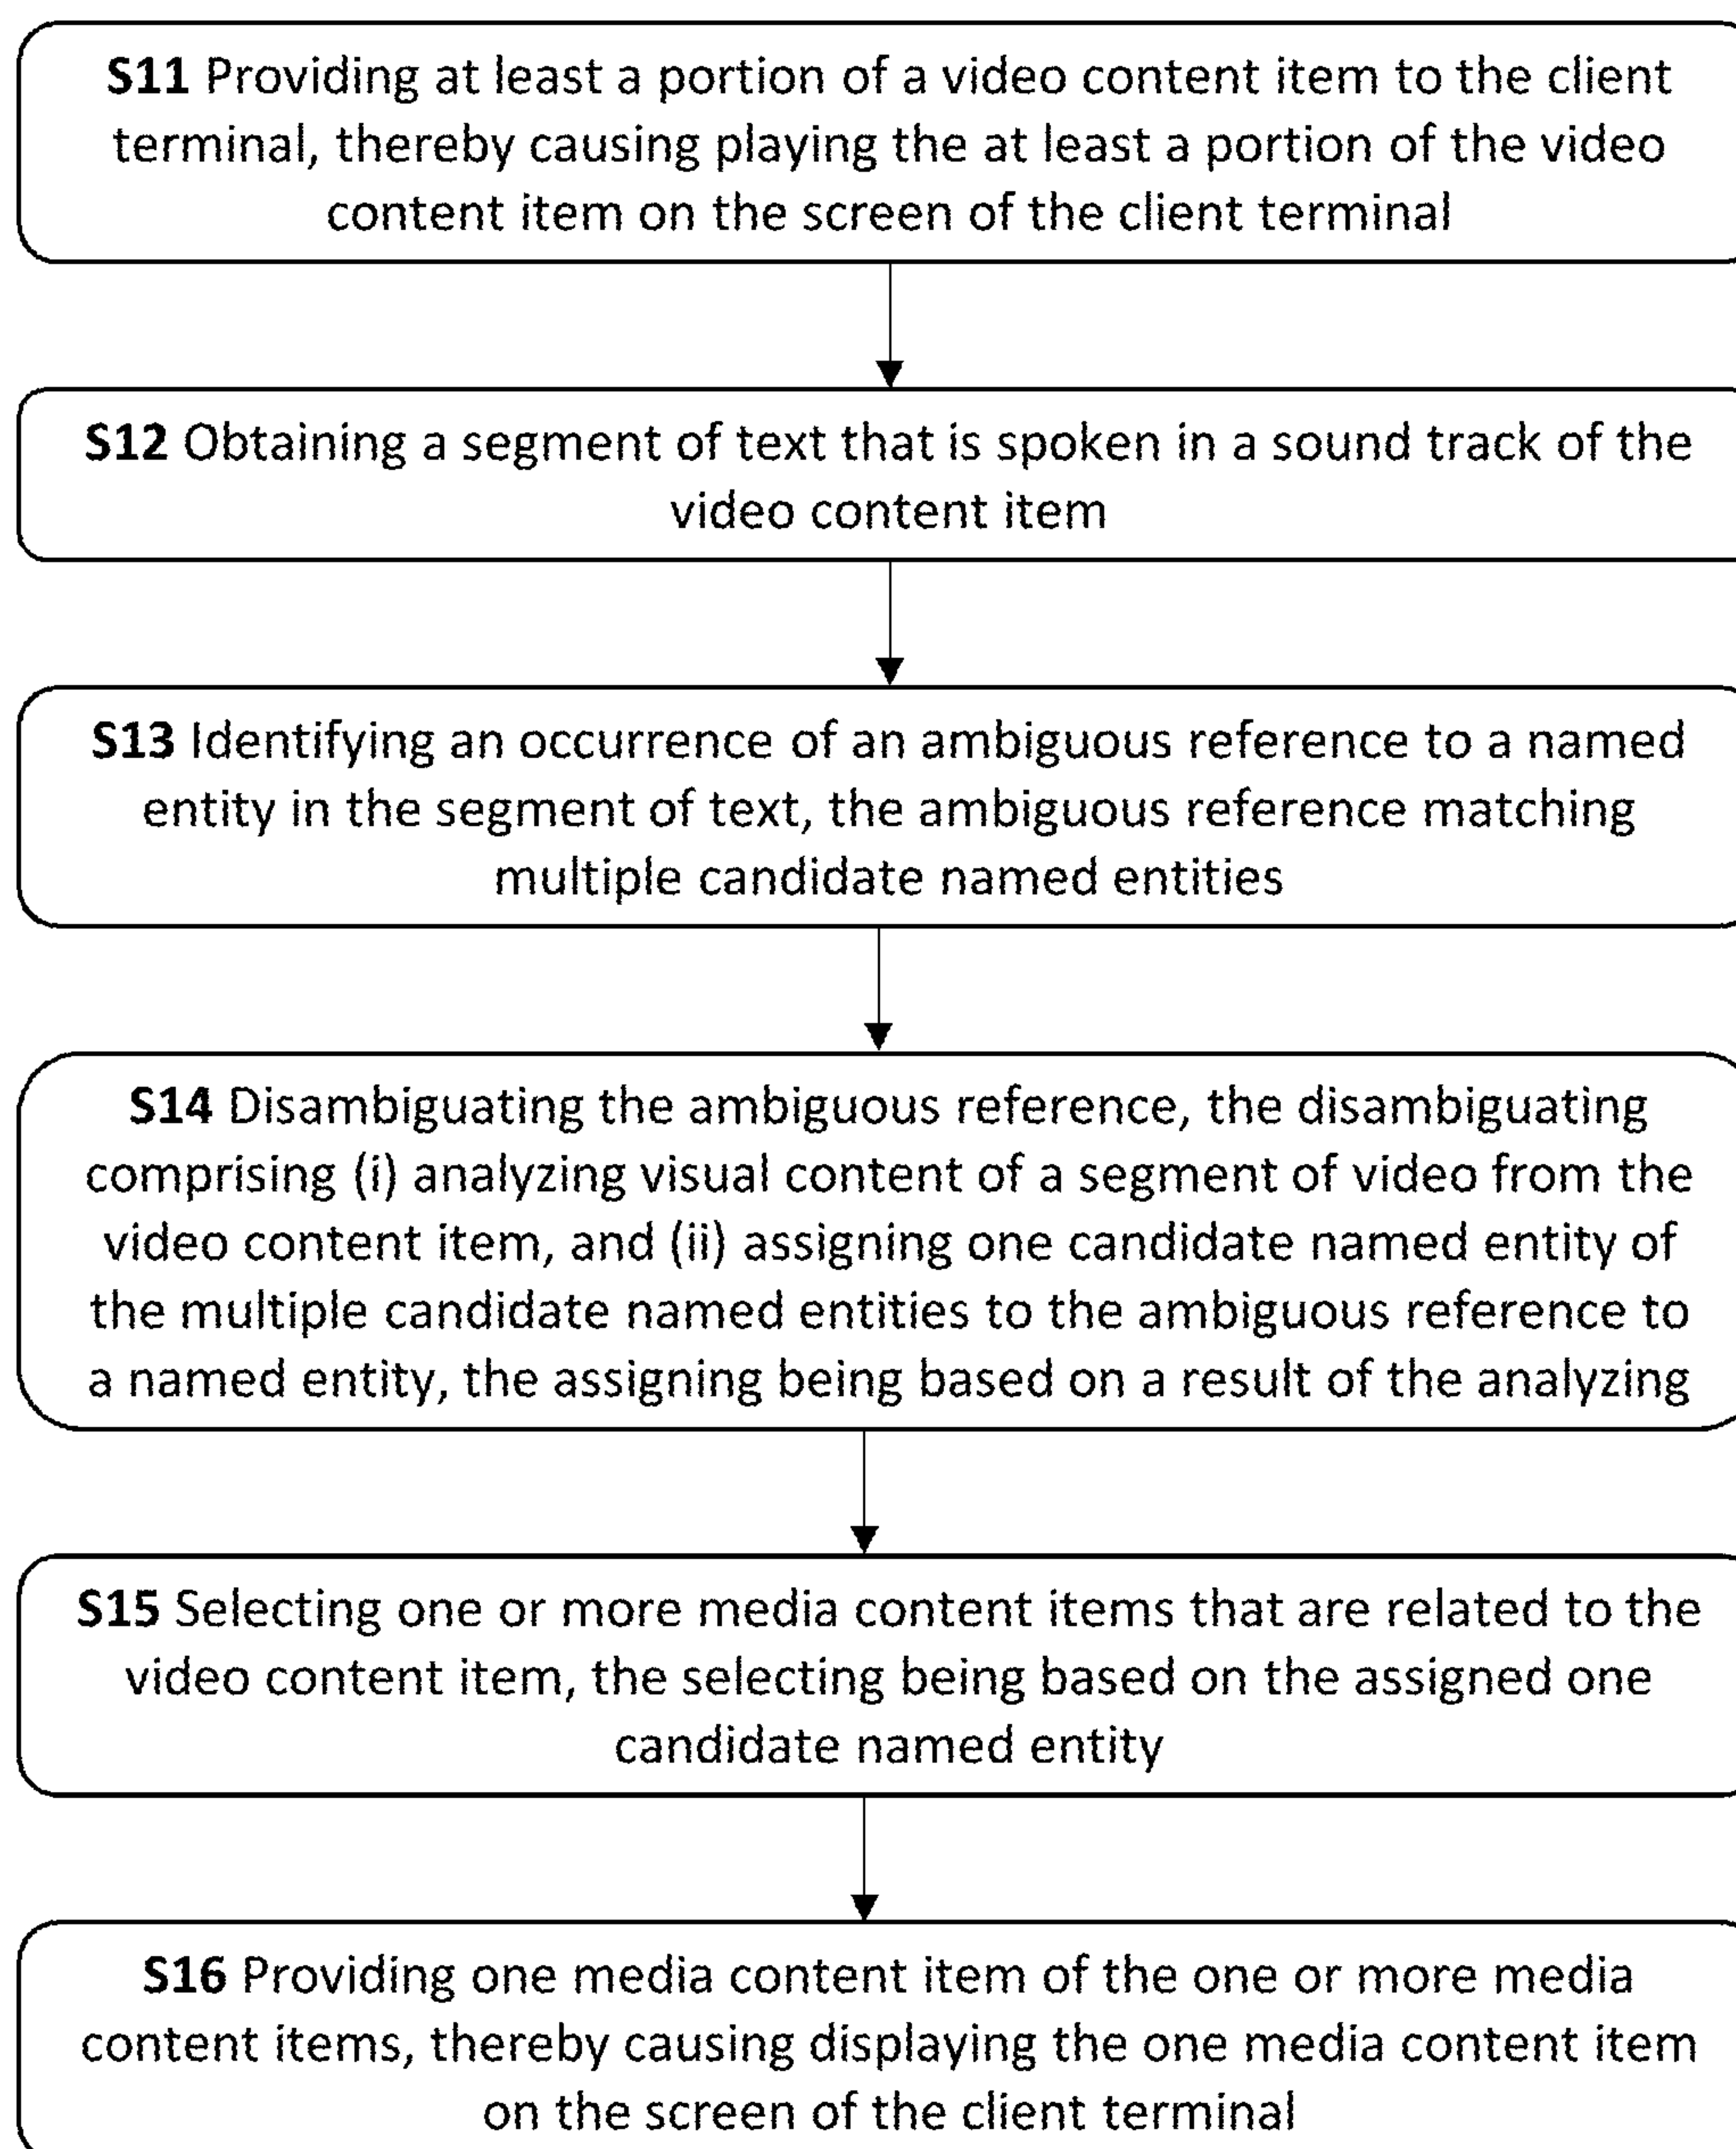 S11 Providing at least a portion of a video content item to the client
terminal, thereby causing playing the at least a portion of the video
content item on the screen of the client terminal
S12 Obtaining a segment of text that is spoken in a sound track of the
video content item
S13 Identifying an occurrence of an ambiguous reference to a named
entity in the segment of text, the ambiguous reference matching
multiple candidate named entities
S14 Disambiguating the ambiguous reference, the disambiguating
comprising (i) analyzing visual content of a segment of video from the
video content item, and (ii) assigning one candidate named entity of
the multiple candidate named entities to the ambiguous reference to
a named entity, the assigning being based on a result of the analyzing
S15 Selecting one or more media content items that are related to the
video content item, the selecting being based on the assigned one
candidate named entity
S16 Providing one media content item of the one or more media
content items, thereby causing displaying the one media content item
on the screen of the client terminal